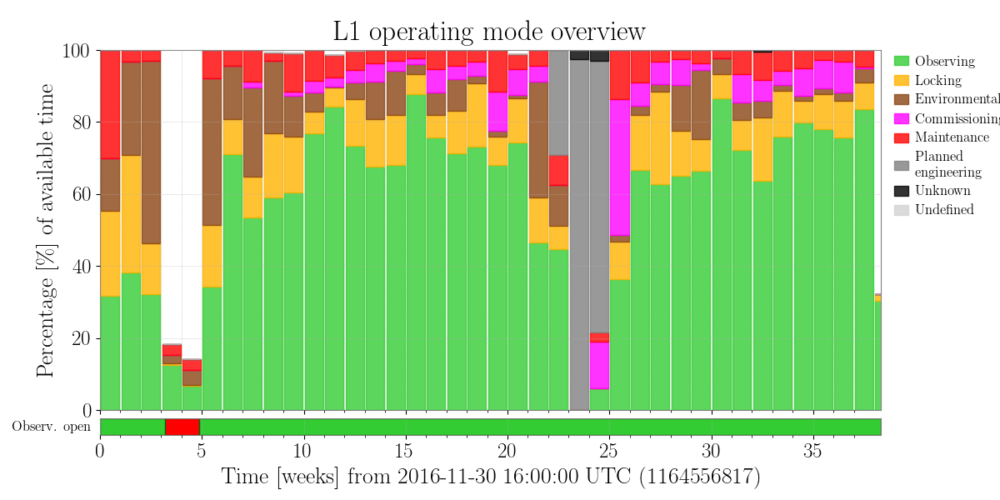 L1 operating mode overview
Percentage [%] of available time
100
80
60
40
20
0
Observing
Locking
Environmental
Commissioning
Maintenance
Planned
engineering
Unknown
Undefined
Observ. open
0 5 10 15 20 25 30 35
Time [weeks] from 2016-11-30 16:00:00 UTC (1164556817)